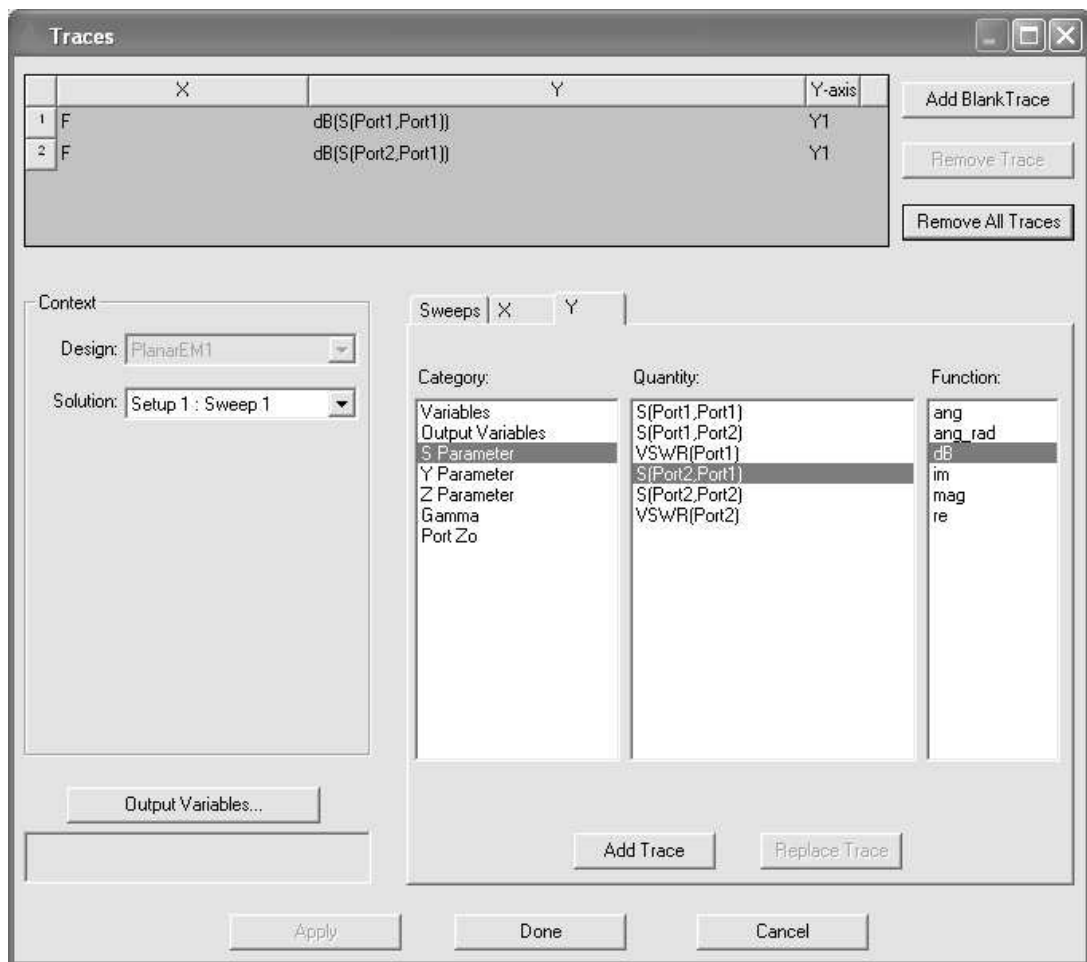 Traces
X Y Y-axis
1 F dB(S(Port1,Port1)) Y1
2 F dB(S(Port2,Port1)) Y1
Add BlankTrace
Remove Trace
Remove All Traces
Context
Design: PlanarEM1
Solution: Setup 1 : Sweep 1
Output Variables...
Sweeps X Y
Category:
Variables
Output Variables
S Parameter
Y Parameter
Z Parameter
Gamma
Port Zo
Quantity:
S(Port1,Port1)
S(Port1,Port2)
VSWR(Port1)
S(Port2,Port1)
S(Port2,Port2)
VSWR(Port2)
Function:
ang
ang_rad
dB
im
mag
re
Add Trace
Replace Trace
Apply
Done
Cancel